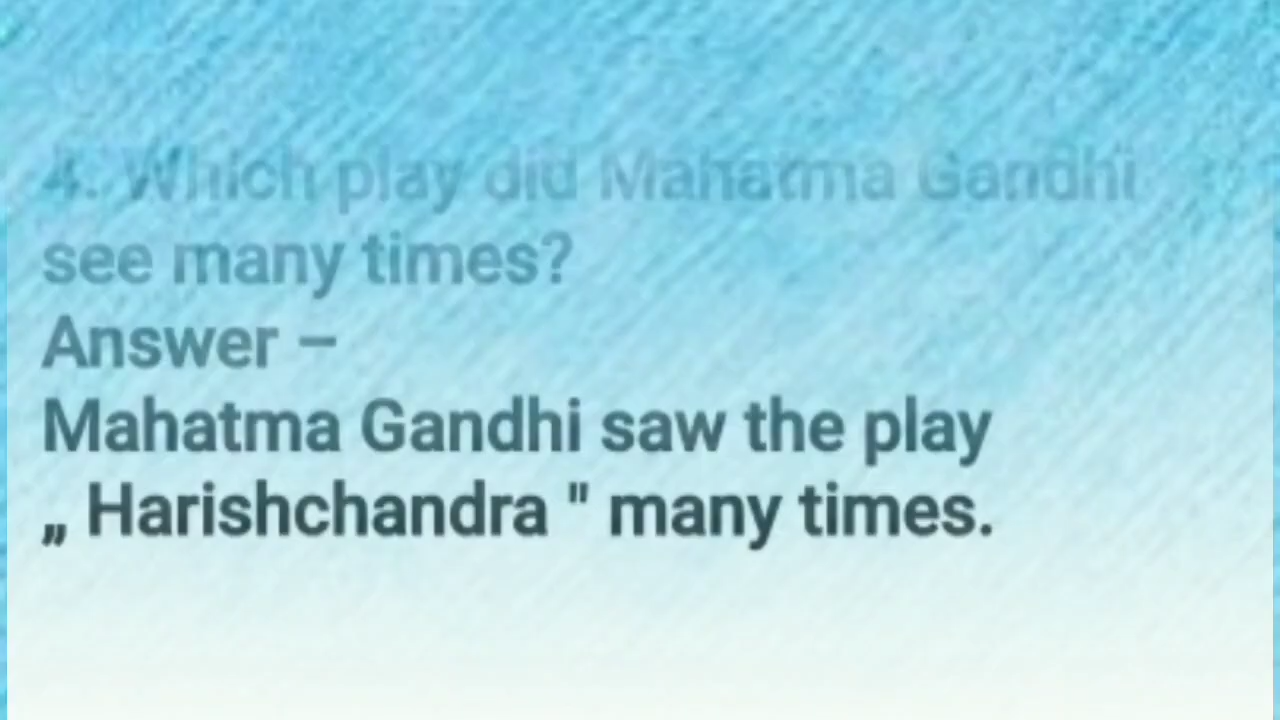 4. Which play did Mahatma Gandhi
see many times?
Answer –
Mahatma Gandhi saw the play
„ Harishchandra " many times.